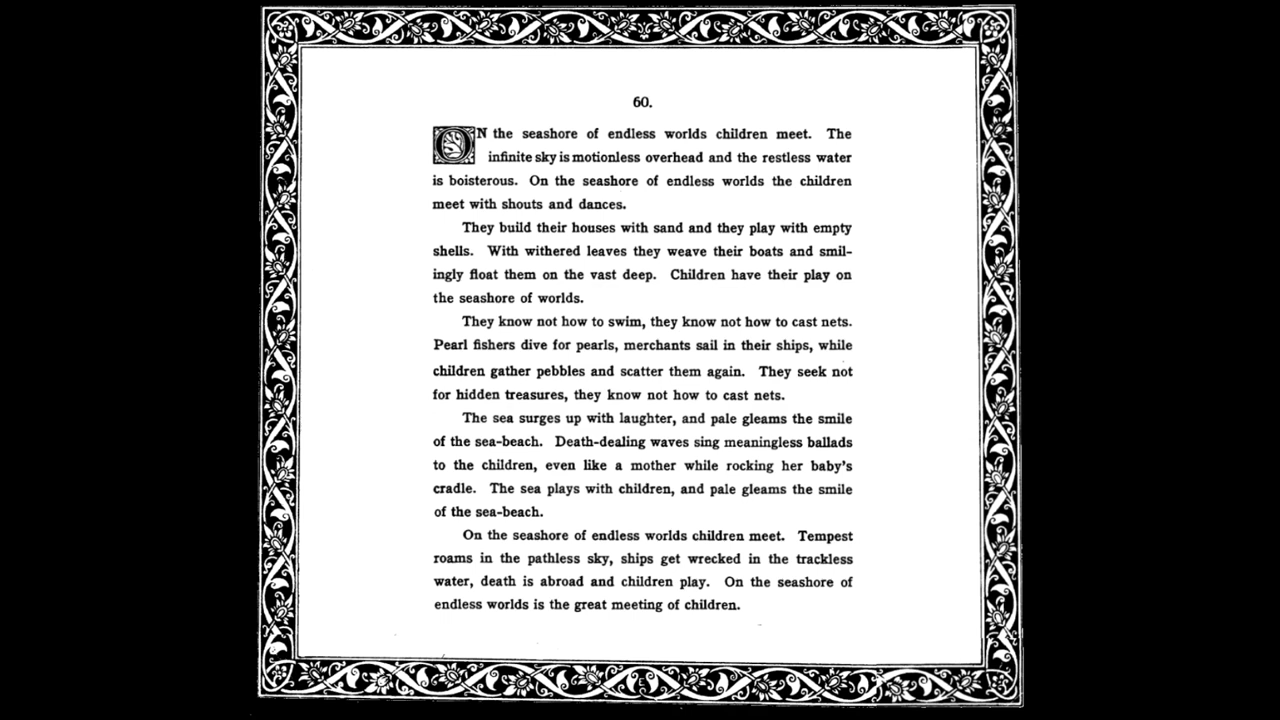 60.
ON the seashore of endless worlds children meet. The
infinite sky is motionless overhead and the restless water
is boisterous. On the seashore of endless worlds the children
meet with shouts and dances.
They build their houses with sand and they play with empty
shells. With withered leaves they weave their boats and smil-
ingly float them on the vast deep. Children have their play on
the seashore of worlds.
They know not how to swim, they know not how to cast nets.
Pearl fishers dive for pearls, merchants sail in their ships, while
children gather pebbles and scatter them again. They seek not
for hidden treasures, they know not how to cast nets.
The sea surges up with laughter, and pale gleams the smile
of the sea-beach. Death-dealing waves sing meaningless ballads
to the children, even like a mother while rocking her baby's
cradle. The sea plays with children, and pale gleams the smile
of the sea-beach.
On the seashore of endless worlds children meet. Tempest
roams in the pathless sky, ships get wrecked in the trackless
water, death is abroad and children play. On the seashore of
endless worlds is the great meeting of children.